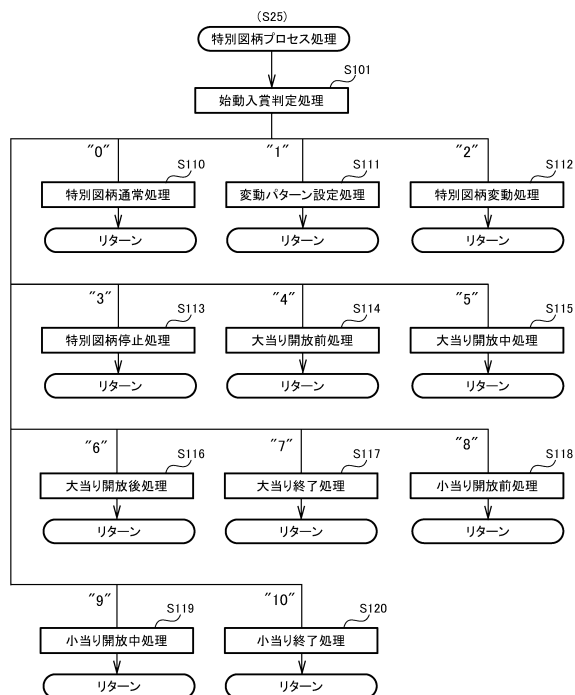 (S25)
特別図柄プロセス処理
S101
始動入賞判定処理
"0" "1" "2"
S110 S111 S112
特別図柄通常処理 変動パターン設定処理 特別図柄変動処理
リターン リターン リターン
"3" "4" "5"
S113 S114 S115
特別図柄停止処理 大当り開放前処理 大当り開放中処理
リターン リターン リターン
"6" "7" "8"
S116 S117 S118
大当り開放後処理 大当り終了処理 小当り開放前処理
リターン リターン リターン
"9" "10"
S119 S120
小当り開放中処理 小当り終了処理
リターン リターン